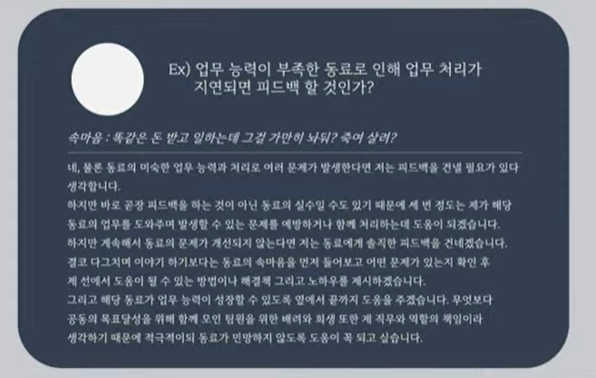 Ex) 업무 능력이 부족한 동료로 인해 업무 처리가
지연되면 피드백 할 것인가?
속마음 : 똑같은 돈 받고 일하는데 그걸 가만히 놔둬? 죽여 살려?
네, 물론 동료의 미숙한 업무 능력과 처리로 여러 문제가 발생한다면 저는 피드백을 건넬 필요가 있다
생각합니다.
하지만 바로 곧장 피드백을 하는 것이 아닌 동료의 실수일 수도 있기 때문에 세 번 정도는 제가 해당
동료의 업무를 도와주며 발생할 수 있는 문제를 예방하거나 함께 처리하는데 도움이 되겠습니다.
하지만 계속해서 동료의 문제가 개선되지 않는다면 저는 동료에게 솔직한 피드백을 건네겠습니다.
결코 다그치며 이야기 하기보다는 동료의 속마음을 먼저 들어보고 어떤 문제가 있는지 확인 후
제 선에서 도움이 될 수 있는 방법이나 해결책 그리고 노하우를 제시하겠습니다.
그리고 해당 동료가 업무 능력이 성장할 수 있도록 옆에서 끝까지 도움을 주겠습니다. 무엇보다
공동의 목표달성을 위해 함께 모인 팀원을 위한 배려와 희생 또한 제 직무와 역할의 책임이라
생각하기 때문에 적극적이되 동료가 민망하지 않도록 도움이 꼭 되고 싶습니다.